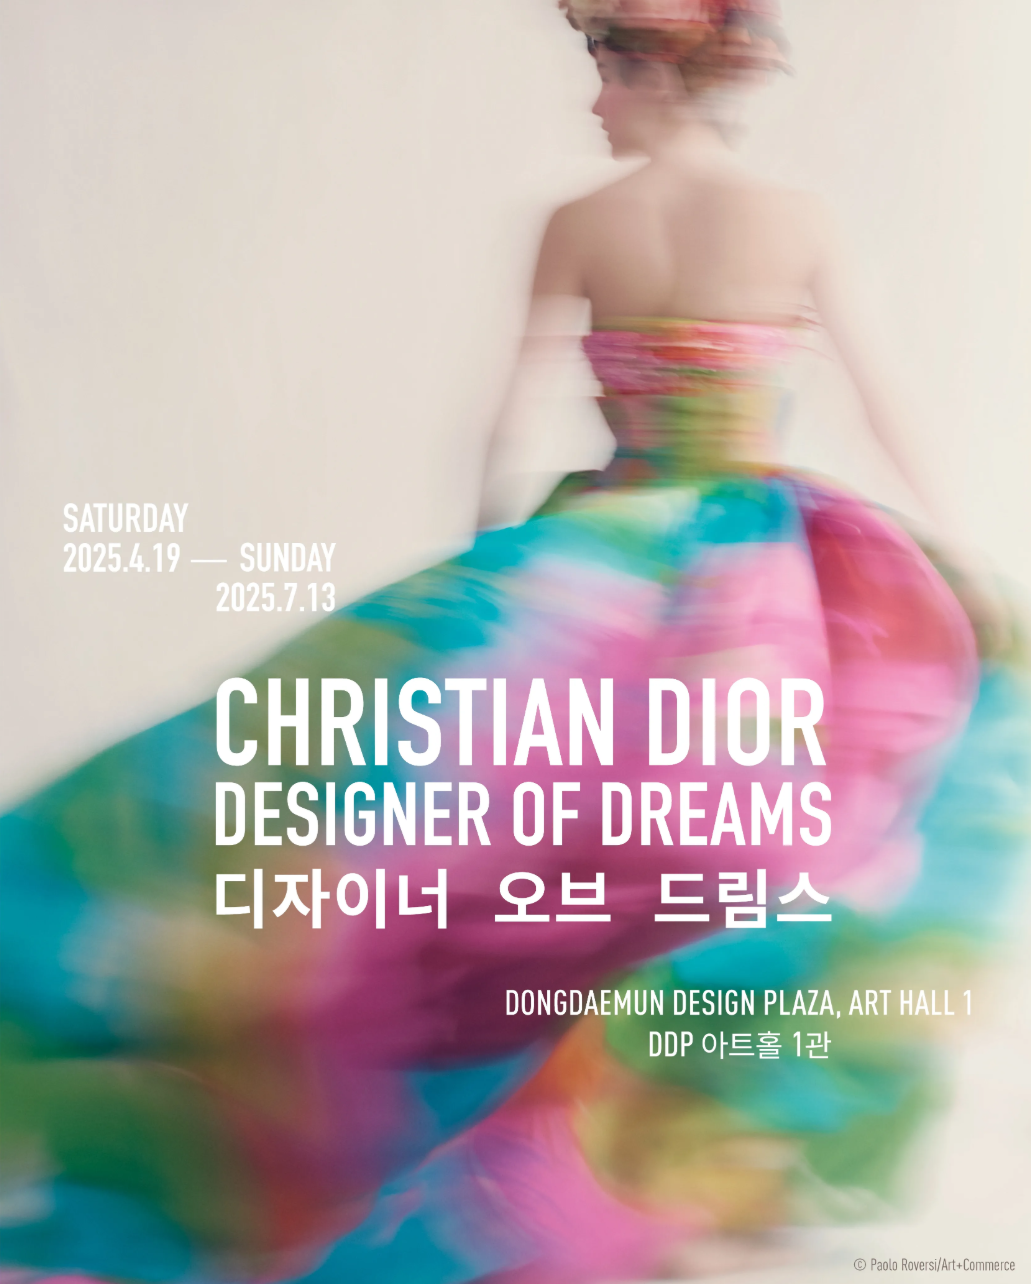 SATURDAY
2025.4.19 — SUNDAY
2025.7.13
CHRISTIAN DIOR
DESIGNER OF DREAMS
디자이너 오브 드림스
DONGDAEMUN DESIGN PLAZA, ART HALL 1
DDP 아트홀 1관
© Paolo Roversi/Art+Commerce